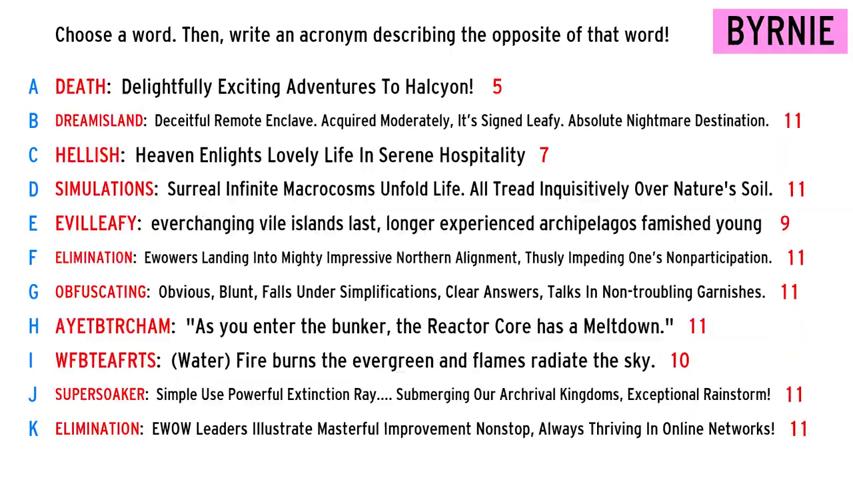 Choose a word. Then, write an acronym describing the opposite of that word!
BYRNIE
A DEATH: Delightfully Exciting Adventures To Halcyon! 5
B DREAMISLAND: Deceitful Remote Enclave. Acquired Moderately, It's Signed Leafy. Absolute Nightmare Destination. 11
C HELLISH: Heaven Enlights Lovely Life In Serene Hospitality 7
D SIMULATIONS: Surreal Infinite Macrocosms Unfold Life. All Tread Inquisitively Over Nature's Soil. 11
E EVILLEAFY: everchanging vile islands last, longer experienced archipelagos famished young 9
F ELIMINATION: Ewowers Landing Into Mighty Impressive Northern Alignment, Thusly Impeding One's Nonparticipation. 11
G OBFUSCATING: Obvious, Blunt, Falls Under Simplifications, Clear Answers, Talks In Non-troubling Garnishes. 11
H AYETBTRCHAM: "As you enter the bunker, the Reactor Core has a Meltdown." 11
I WFBTEAFRTS: (Water) Fire burns the evergreen and flames radiate the sky. 10
J SUPERSOAKER: Simple Use Powerful Extinction Ray.... Submerging Our Archrival Kingdoms, Exceptional Rainstorm! 11
K ELIMINATION: EWOW Leaders Illustrate Masterful Improvement Nonstop, Always Thriving In Online Networks! 11